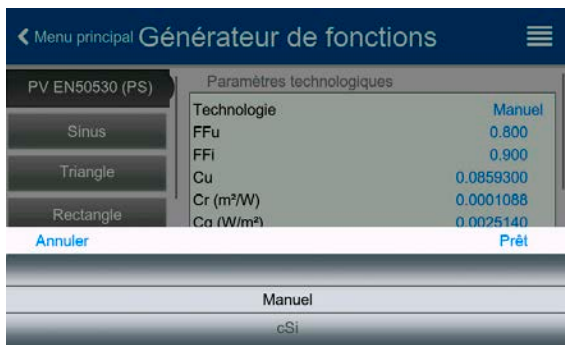 Menu principal Générateur de fonctions
PV EN50530 (PS)
Sinus
Triangle
Rectangle
Paramètres technologiques
Technologie Manuel
FFu 0.800
FFi 0.900
Cu 0.0859300
Cr (m²/W) 0.0001088
Cg (W/m²) 0.0025140
Annuler Prêt
Manuel
cSi